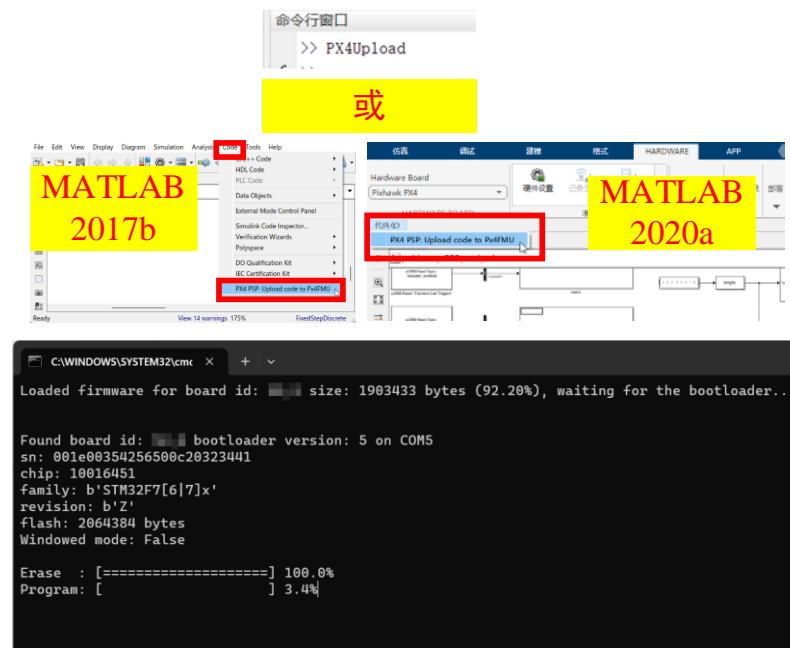 命令行窗口
>> PX4Upload
>>
或
File Edit View Display Diagram Simulation Analysis Code Tools Help
C/C++ Code
HDL Code
PLC Code
Data Objects
External Mode Control Panel
Simulink Code Inspector...
Verification Wizards
Polyspace
DO Qualification Kit
IEC Certification Kit
PX4 PSP: Upload code to Px4FMU
MATLAB
2017b
Ready View 14 warnings 175% FixedStepDiscrete
仿真 调试 建模 格式 HARDWARE APP
Hardware Board
Pixhawk PX4
硬件设置
部署
HARDWARE BOARD
代码(C)
PX4 PSP: Upload code to Px4FMU
MATLAB
2020a
single
C:\WINDOWS\SYSTEM32\cmc × + ⌄
Loaded firmware for board id: size: 1903433 bytes (92.20%), waiting for the bootloader..
Found board id: bootloader version: 5 on COM5
sn: 001e00354256500c20323441
chip: 10016451
family: b'STM32F7[6|7]x'
revision: b'Z'
flash: 2064384 bytes
Windowed mode: False
Erase : [====================] 100.0%
Program: [ ] 3.4%